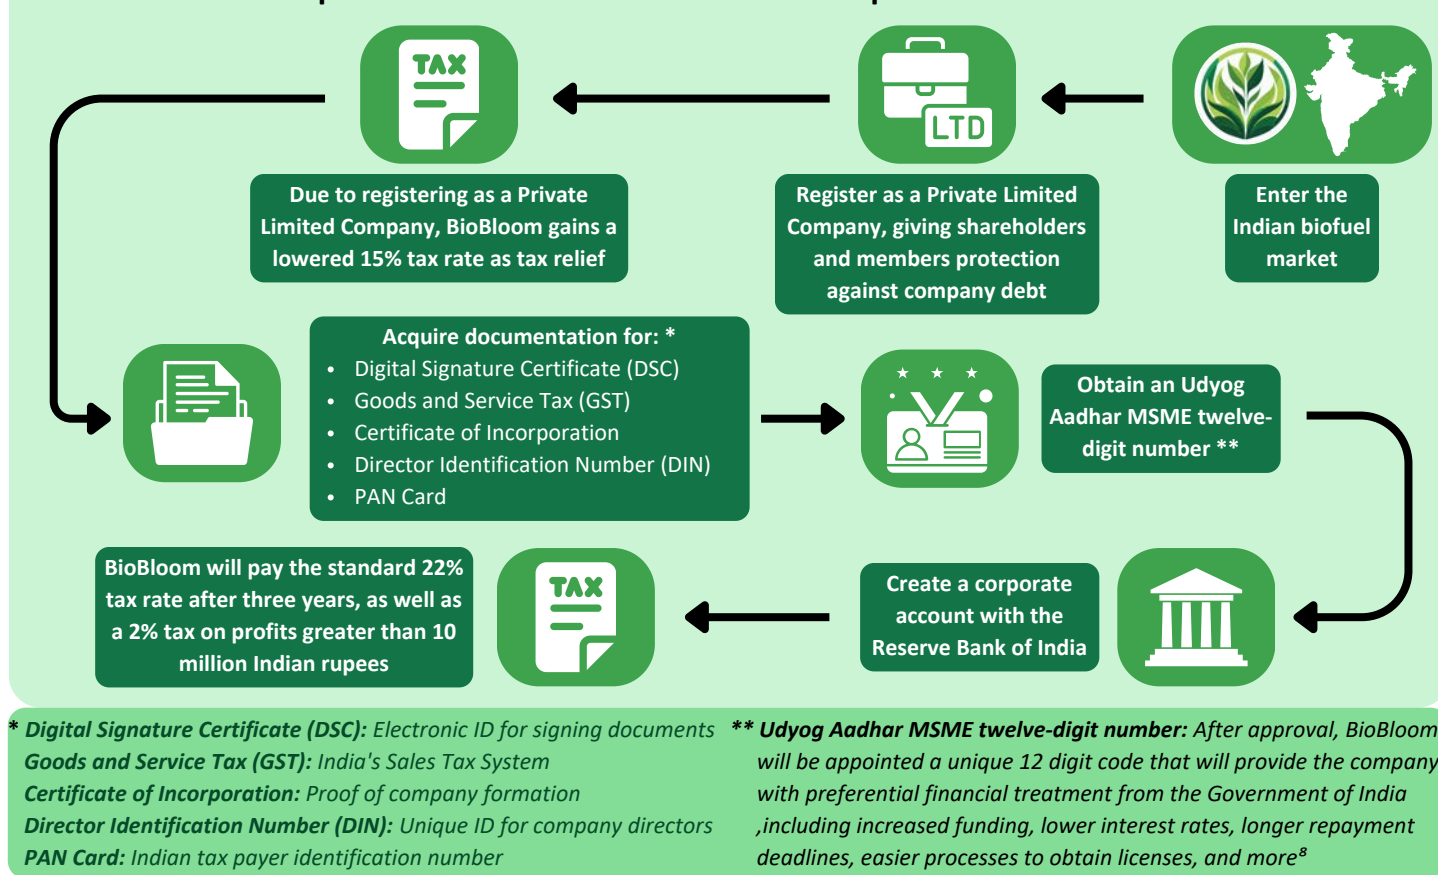 Enter the
Indian biofuel
market
LTD
Register as a Private Limited
Company, giving shareholders
and members protection
against company debt
TAX
Due to registering as a Private
Limited Company, BioBloom gains a
lowered 15% tax rate as tax relief
Acquire documentation for: *
• Digital Signature Certificate (DSC)
• Goods and Service Tax (GST)
• Certificate of Incorporation
• Director Identification Number (DIN)
• PAN Card
Obtain an Udyog
Aadhar MSME twelve-
digit number **
Create a corporate
account with the
Reserve Bank of India
TAX
BioBloom will pay the standard 22%
tax rate after three years, as well as
a 2% tax on profits greater than 10
million Indian rupees
* Digital Signature Certificate (DSC): Electronic ID for signing documents
Goods and Service Tax (GST): India's Sales Tax System
Certificate of Incorporation: Proof of company formation
Director Identification Number (DIN): Unique ID for company directors
PAN Card: Indian tax payer identification number
** Udyog Aadhar MSME twelve-digit number: After approval, BioBloom
will be appointed a unique 12 digit code that will provide the company
with preferential financial treatment from the Government of India
,including increased funding, lower interest rates, longer repayment
deadlines, easier processes to obtain licenses, and more⁸